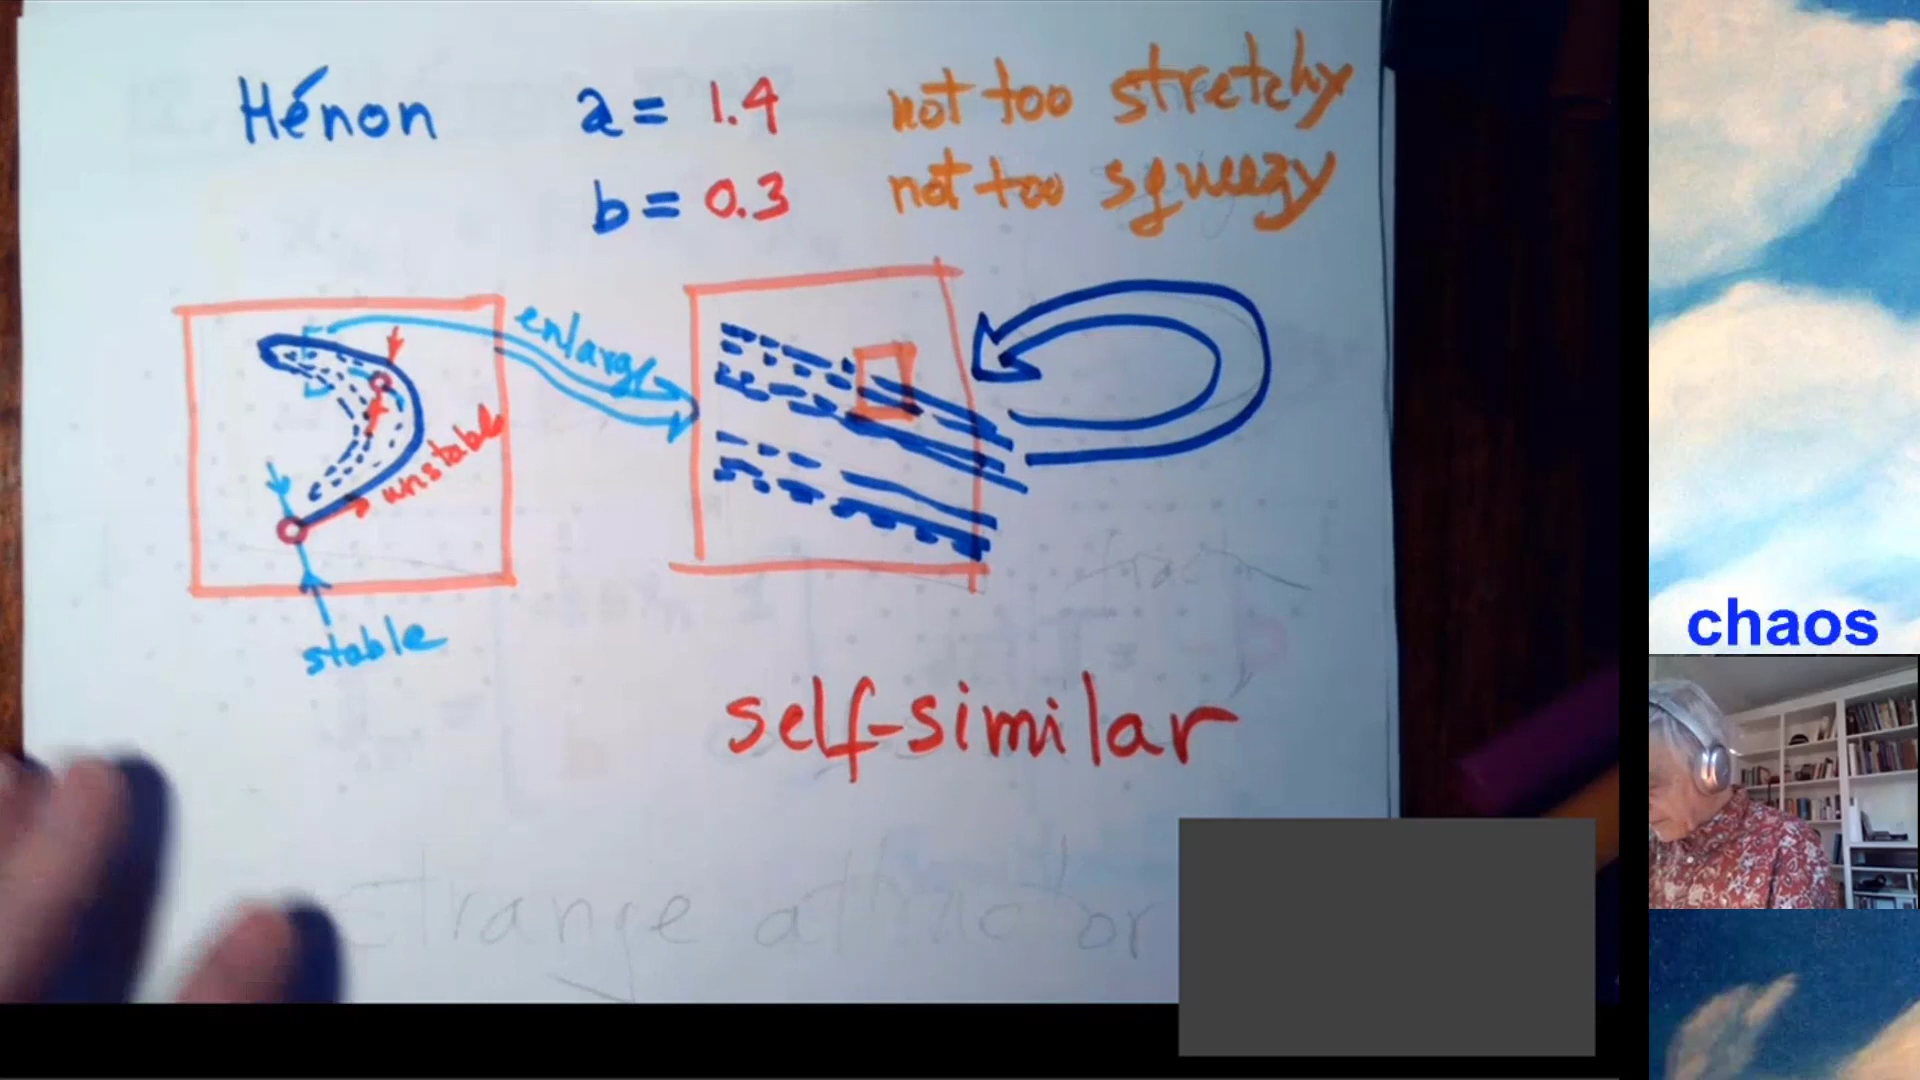 Hénon a = 1.4 not too stretchy
b = 0.3 not too squeezy
enlarge
unstable
stable
self-similar
strange attractor
chaos